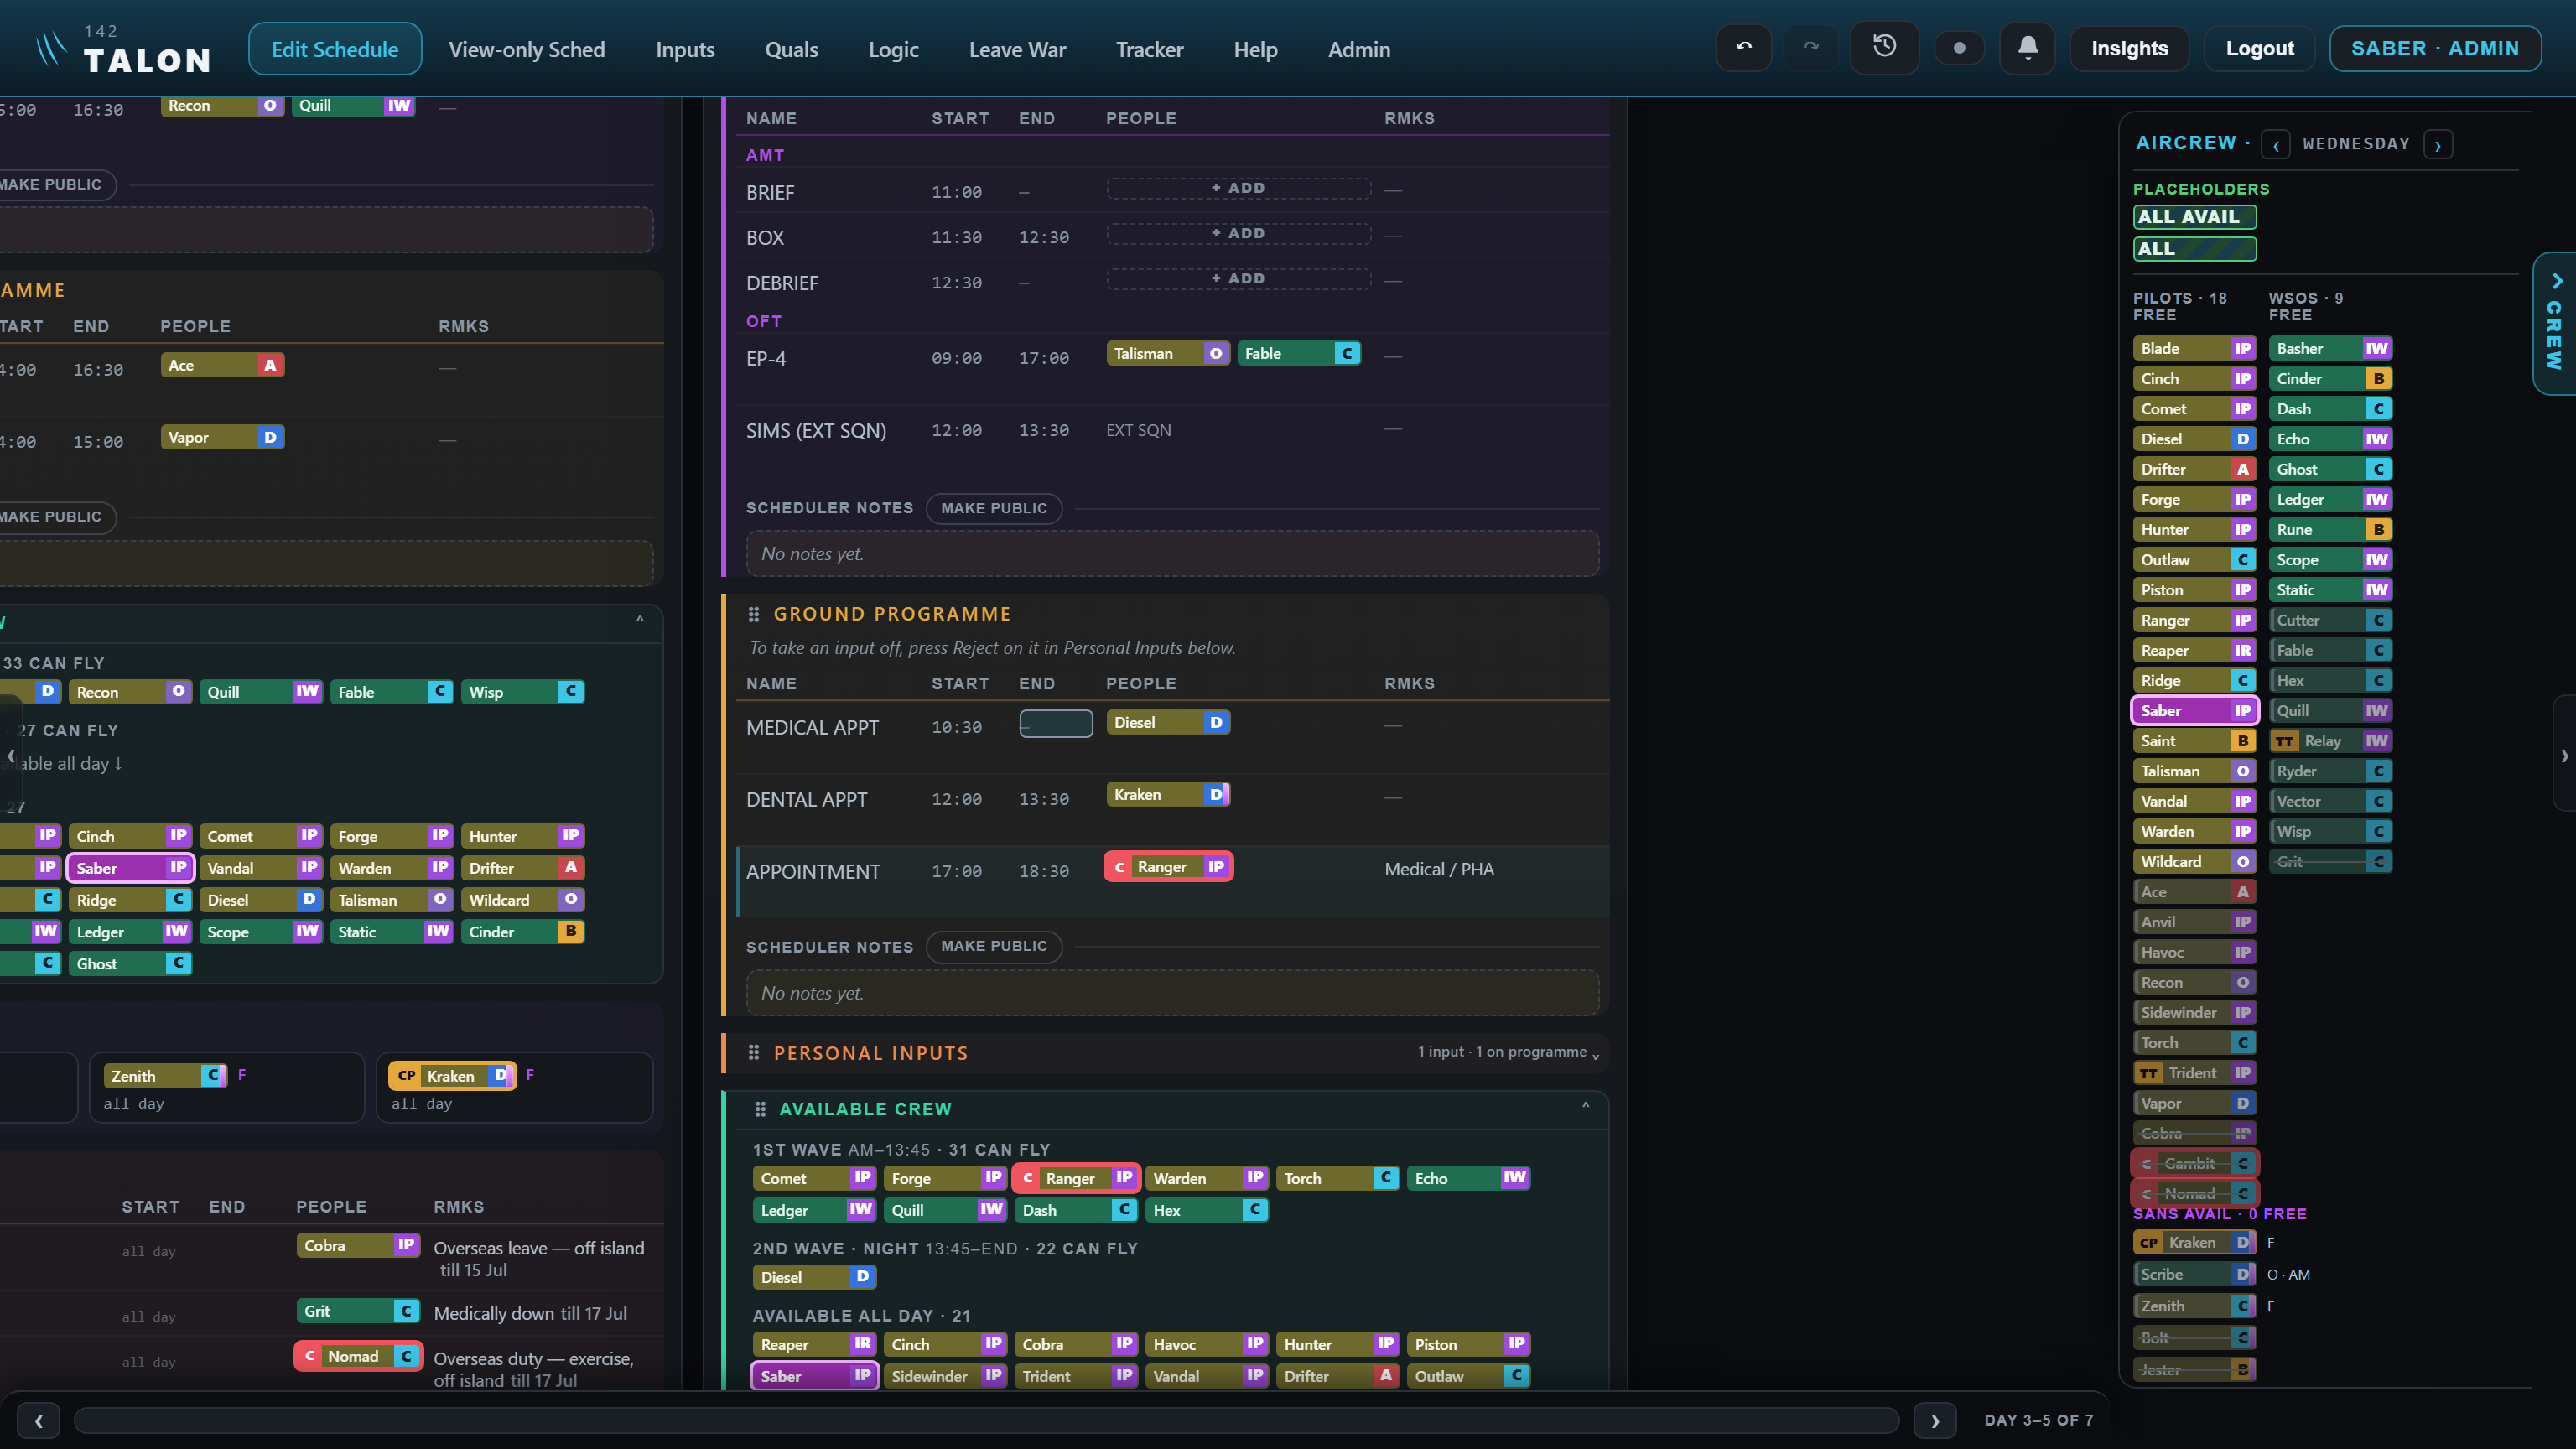 142
TALON
Edit Schedule
View-only Sched
Inputs
Quals
Logic
Leave War
Tracker
Help
Admin
Insights
Logout
SABER · ADMIN
5:00 16:30 Recon O Quill IW —
MAKE PUBLIC
AMME
TART END PEOPLE RMKS
4:00 16:30 Ace A —
4:00 15:00 Vapor D —
MAKE PUBLIC
33 CAN FLY
D Recon O Quill IW Fable C Wisp C
· 27 CAN FLY
able all day ↓
27
IP Cinch IP Comet IP Forge IP Hunter IP
IP Saber IP Vandal IP Warden IP Drifter A
C Ridge C Diesel D Talisman O Wildcard O
IW Ledger IW Scope IW Static IW Cinder B
C Ghost C
Zenith C F
all day
CP Kraken D F
all day
START END PEOPLE RMKS
all day Cobra IP Overseas leave — off island
till 15 Jul
all day Grit C Medically down till 17 Jul
all day C Nomad C Overseas duty — exercise,
off island till 17 Jul
NAME START END PEOPLE RMKS
AMT
BRIEF 11:00 — + ADD —
BOX 11:30 12:30 + ADD —
DEBRIEF 12:30 — + ADD —
OFT
EP-4 09:00 17:00 Talisman O Fable C —
SIMS (EXT SQN) 12:00 13:30 EXT SQN —
SCHEDULER NOTES MAKE PUBLIC
No notes yet.
GROUND PROGRAMME
To take an input off, press Reject on it in Personal Inputs below.
NAME START END PEOPLE RMKS
MEDICAL APPT 10:30 — Diesel D —
DENTAL APPT 12:00 13:30 Kraken D —
APPOINTMENT 17:00 18:30 C Ranger IP Medical / PHA
SCHEDULER NOTES MAKE PUBLIC
No notes yet.
PERSONAL INPUTS 1 input · 1 on programme
AVAILABLE CREW
1ST WAVE AM–13:45 · 31 CAN FLY
Comet IP Forge IP C Ranger IP Warden IP Torch C Echo IW
Ledger IW Quill IW Dash C Hex C
2ND WAVE · NIGHT 13:45–END · 22 CAN FLY
Diesel D
AVAILABLE ALL DAY · 21
Reaper IR Cinch IP Cobra IP Havoc IP Hunter IP Piston IP
Saber IP Sidewinder IP Trident IP Vandal IP Drifter A Outlaw C
AIRCREW · ‹ WEDNESDAY ›
PLACEHOLDERS
ALL AVAIL
ALL
PILOTS · 18 FREE
WSOS · 9 FREE
Blade IP Basher IW
Cinch IP Cinder B
Comet IP Dash C
Diesel D Echo IW
Drifter A Ghost C
Forge IP Ledger IW
Hunter IP Rune B
Outlaw C Scope IW
Piston IP Static IW
Ranger IP Cutter C
Reaper IR Fable C
Ridge C Hex C
Saber IP Quill IW
Saint B TT Relay IW
Talisman O Ryder C
Vandal IP Vector C
Warden IP Wisp C
Wildcard O Grit C
Ace A
Anvil IP
Havoc IP
Recon O
Sidewinder IP
Torch C
TT Trident IP
Vapor D
Cobra IP
C Gambit C
C Nomad C
SANS AVAIL · 0 FREE
CP Kraken D F
Scribe D O · AM
Zenith C F
Bolt C
Jester B
CREW
‹ › DAY 3–5 OF 7